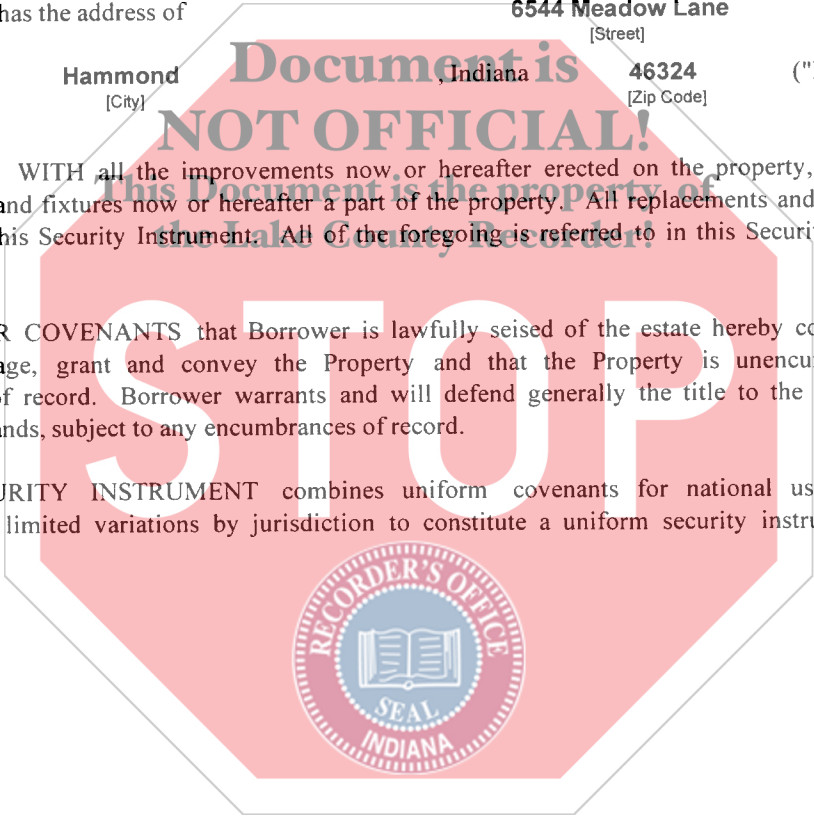 has the address of 6544 Meadow Lane
[Street]
Hammond , Indiana 46324 ("
[City] [Zip Code]
Document is
NOT OFFICIAL!
This Document is the property of
the Lake County Recorder!
WITH all the improvements now or hereafter erected on the property,
and fixtures now or hereafter a part of the property. All replacements and
his Security Instrument. All of the foregoing is referred to in this Securi
R COVENANTS that Borrower is lawfully seised of the estate hereby co
age, grant and convey the Property and that the Property is unencu
of record. Borrower warrants and will defend generally the title to the
ands, subject to any encumbrances of record.
STOP
URITY INSTRUMENT combines uniform covenants for national us
limited variations by jurisdiction to constitute a uniform security instru
RECORDER'S OFFICE
SEAL
INDIANA